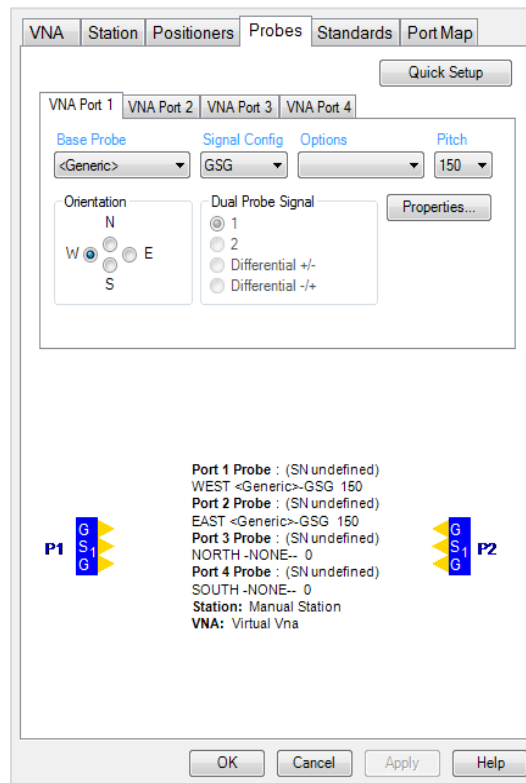 VNA Station Positioners Probes Standards Port Map
Quick Setup
VNA Port 1 VNA Port 2 VNA Port 3 VNA Port 4
Base Probe Signal Config Options Pitch
<Generic> GSG 150
Orientation Dual Probe Signal Properties...
N 1
W E 2
S Differential +/-
Differential -/+
Port 1 Probe : (SN undefined)
WEST <Generic>-GSG 150
Port 2 Probe : (SN undefined)
EAST <Generic>-GSG 150
Port 3 Probe : (SN undefined)
NORTH -NONE-- 0
Port 4 Probe : (SN undefined)
SOUTH -NONE-- 0
Station: Manual Station
VNA: Virtual Vna
G
P1 S1
G
G
S1 P2
G
OK Cancel Apply Help